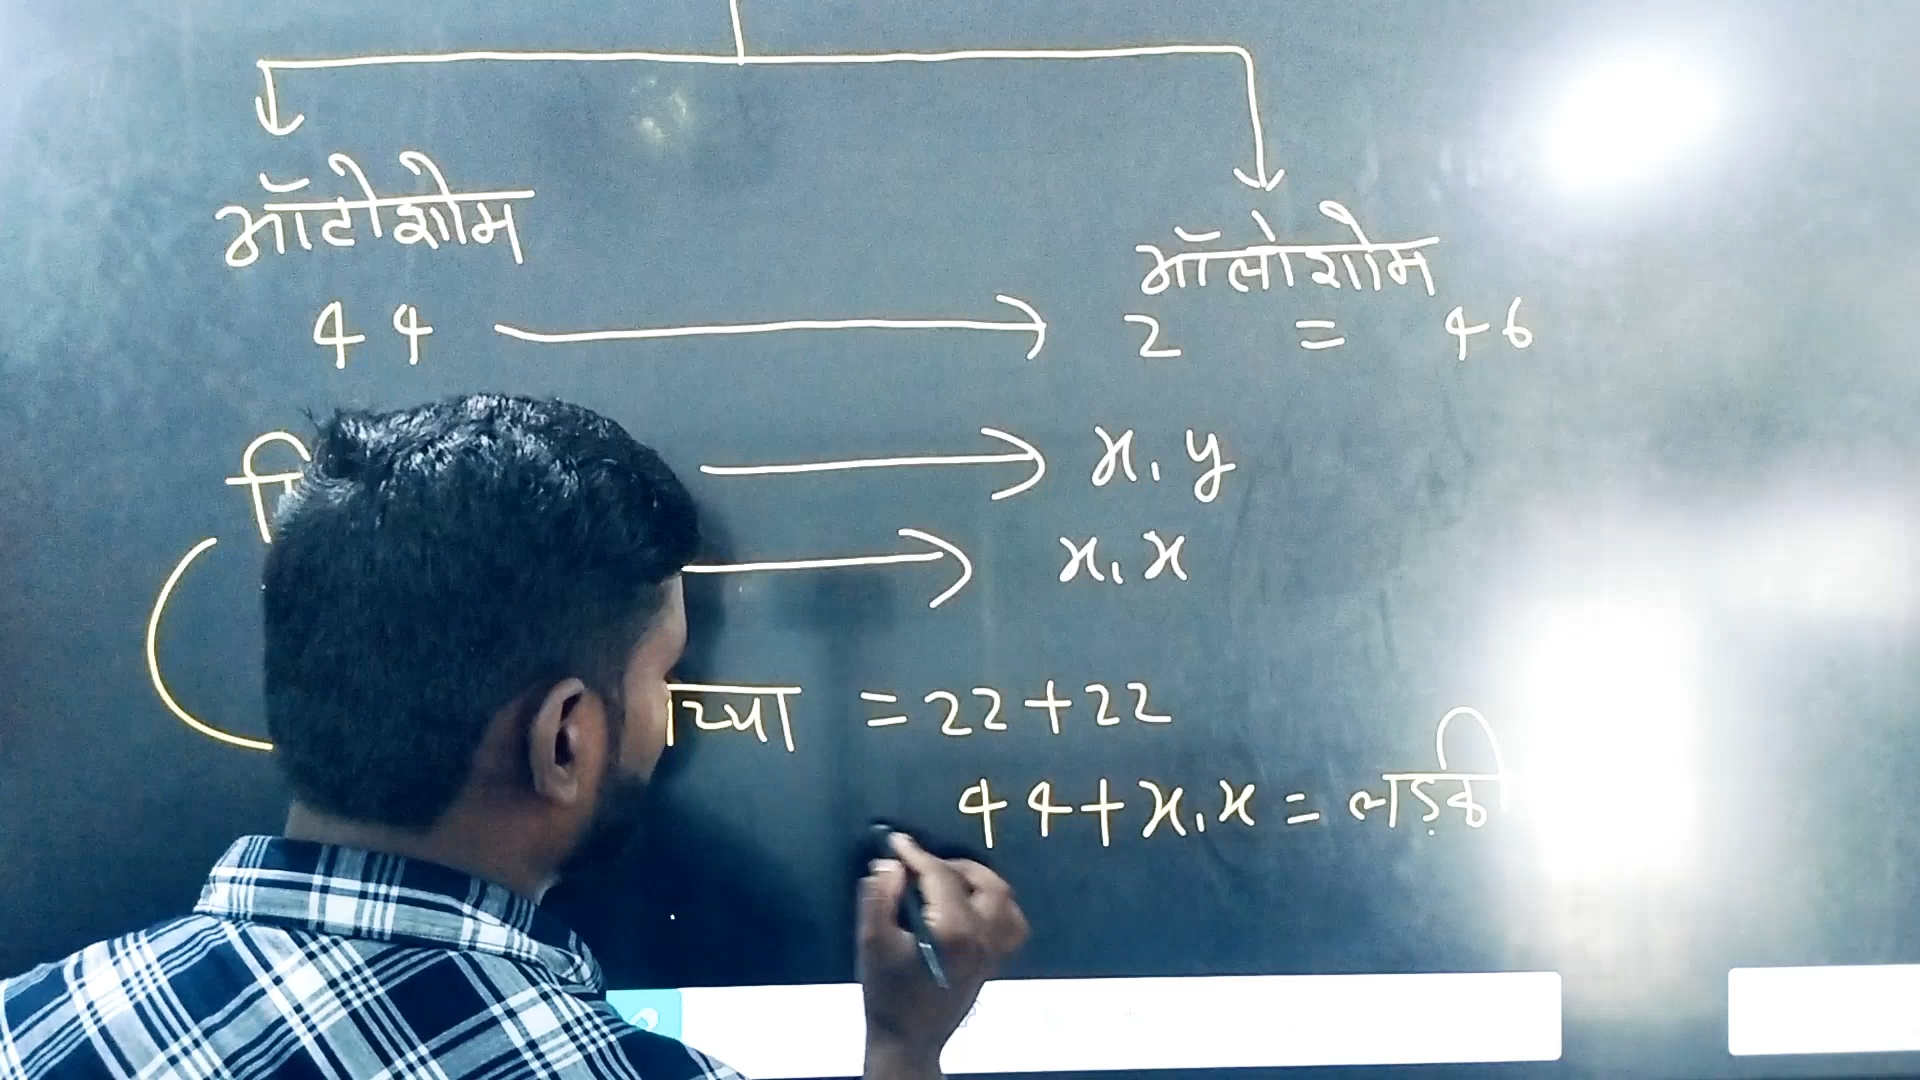 ऑटोशोम
ऑलोशोम
44 → 2 = 46
→ x, y
→ x, x
= 22+22
44+x, x = लड़की